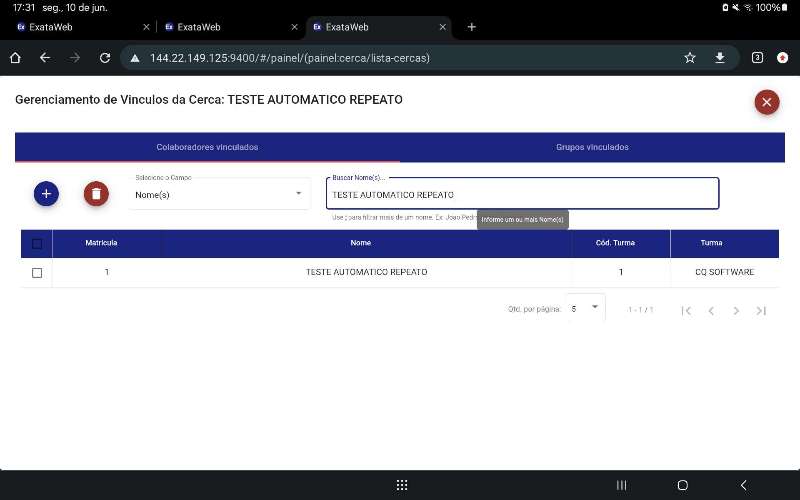 17:31 seg., 10 de jun.
100%
ExataWeb
ExataWeb
ExataWeb
144.22.149.125:9400/#/painel/(painel:cerca/lista-cercas)
3
Gerenciamento de Vinculos da Cerca: TESTE AUTOMATICO REPEATO
Colaboradores vinculados
Grupos vinculados
Selecione o Campo
Nome(s)
Buscar Nome(s)...
TESTE AUTOMATICO REPEATO
Use ; para filtrar mais de um nome. Ex: João Pedro
Informe um ou mais Nome(s)
Matrícula Nome Cód. Turma Turma
1 TESTE AUTOMATICO REPEATO 1 CQ SOFTWARE
Qtd. por página: 5 1 - 1 / 1